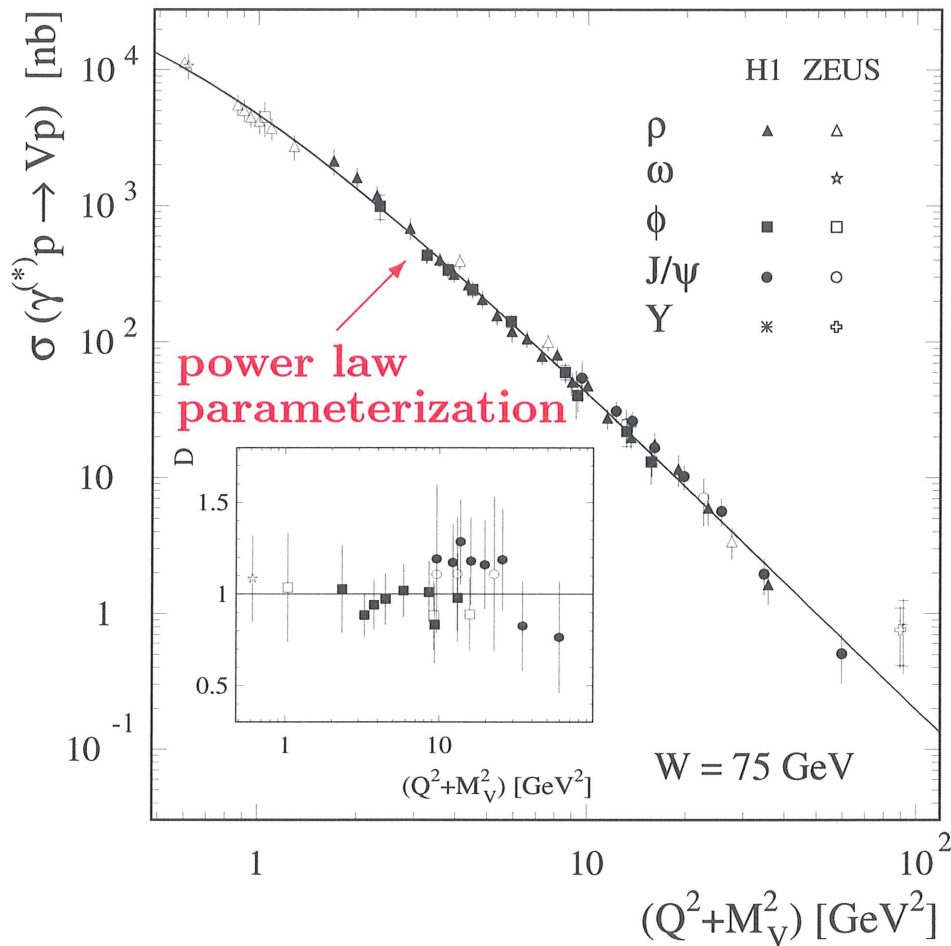 σ (γ(*) p → Vp) [nb]
10^4
10^3
10^2
10
1
10^-1
H1 ZEUS
ρ
ω
ϕ
J/ψ
Y
power law
parameterization
D
1.5
1
0.5
1
10
(Q^2+M_V^2) [GeV^2]
W = 75 GeV
1
10
10^2
(Q^2+M_V^2) [GeV^2]